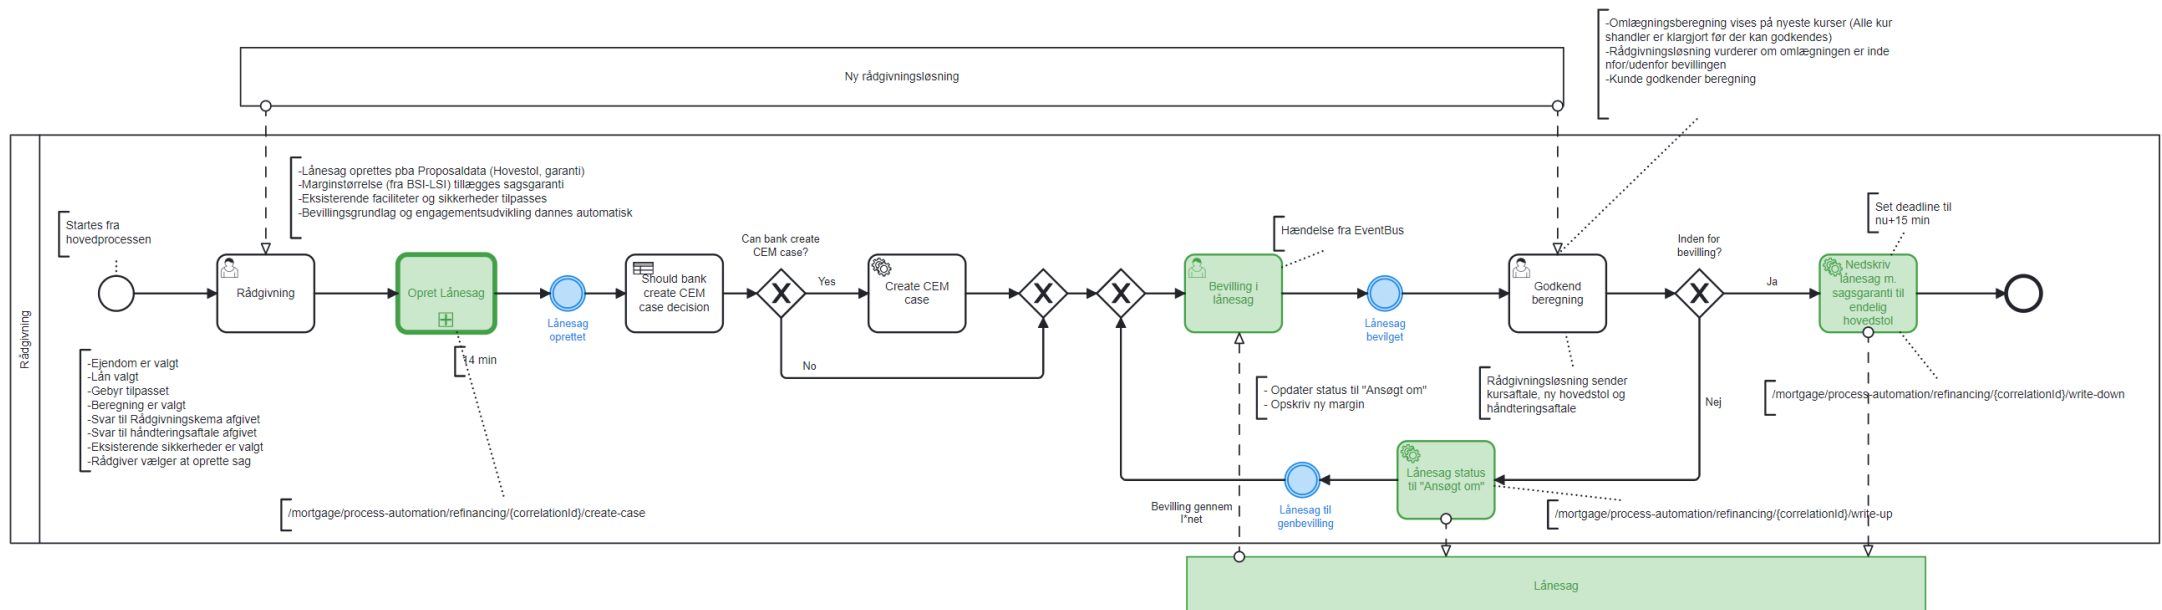 -Omlægningsberegning vises på nyeste kurser (Alle kur
shandler er klargjort før der kan godkendes)
-Rådgivningsløsning vurderer om omlægningen er inde
nfor/udenfor bevillingen
-Kunde godkender beregning
Ny rådgivningsløsning
Rådgivning
Startes fra
hovedprocessen
-Lånesag oprettes pba Proposaldata (Hovestol, garanti)
-Marginstørrelse (fra BSI-LSI) tillægges sagsgaranti
-Eksisterende faciliteter og sikkerheder tilpasses
-Bevillingsgrundlag og engagementsudvikling dannes automatisk
Rådgivning
Opret Lånesag
Lånesag
oprettet
Should bank
create CEM
case decision
Can bank create
CEM case?
Yes
No
Create CEM
case
Hændelse fra EventBus
Bevilling i
lånesag
Lånesag
bevilget
Godkend
beregning
Inden for
bevilling?
Ja
Nej
Set deadline til
nu+15 min
Nedskriv
lånesag m.
sagsgaranti til
endelig
hovedstol
-Ejendom er valgt
-Lån valgt
-Gebyr tilpasset
-Beregning er valgt
-Svar til Rådgivningskema afgivet
-Svar til håndteringsaftale afgivet
-Eksisterende sikkerheder er valgt
-Rådgiver vælger at oprette sag
14 min
/mortgage/process-automation/refinancing/{correlationId}/create-case
- Opdater status til "Ansøgt om"
- Opskriv ny margin
Rådgivningsløsning sender
kursaftale, ny hovedstol og
håndteringsaftale
/mortgage/process-automation/refinancing/{correlationId}/write-down
Lånesag status
til "Ansøgt om"
Lånesag til
genbevilling
Bevilling gennem
I*net
/mortgage/process-automation/refinancing/{correlationId}/write-up
Lånesag